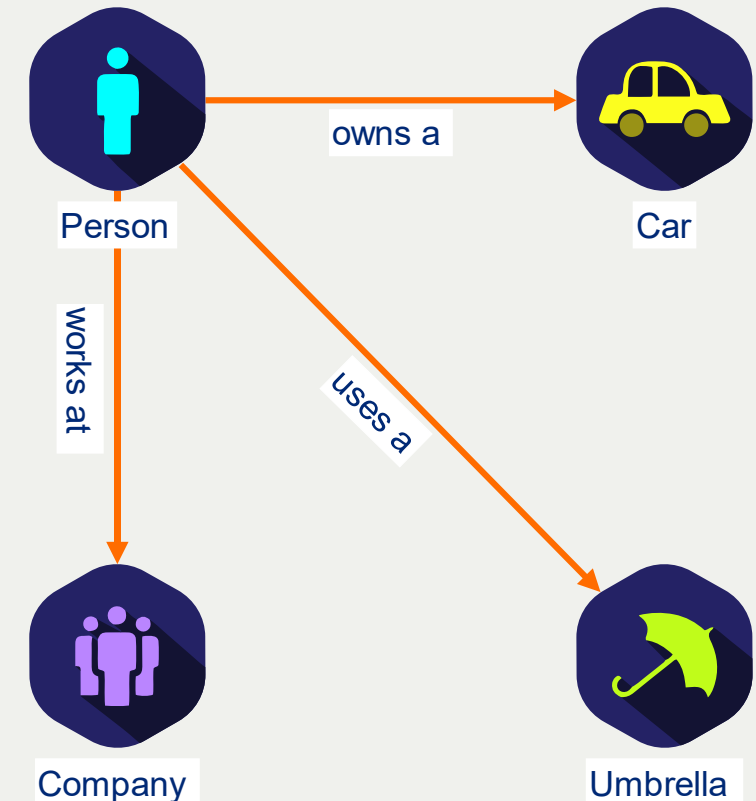 owns a
Person
Car
works at
uses a
Company
Umbrella